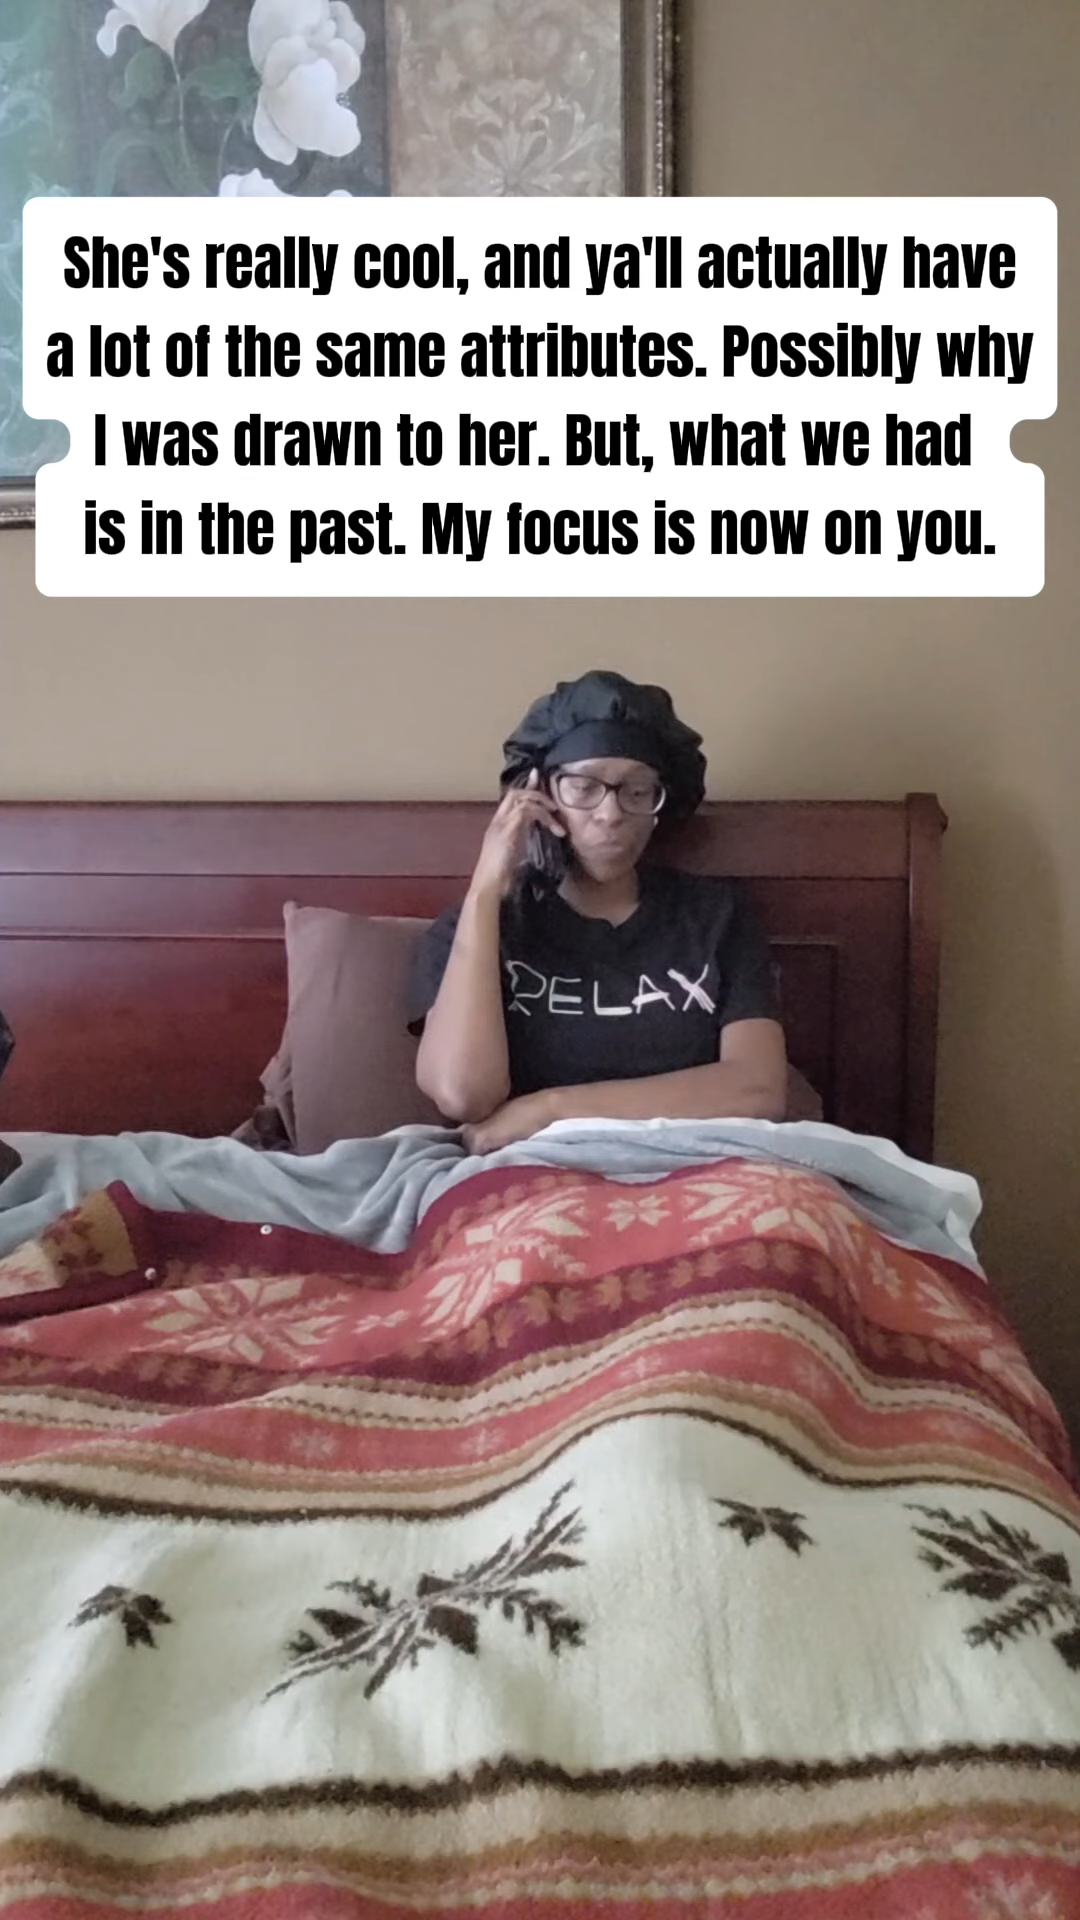 She's really cool, and ya'll actually have
a lot of the same attributes. Possibly why
I was drawn to her. But, what we had
is in the past. My focus is now on you.
RELAX